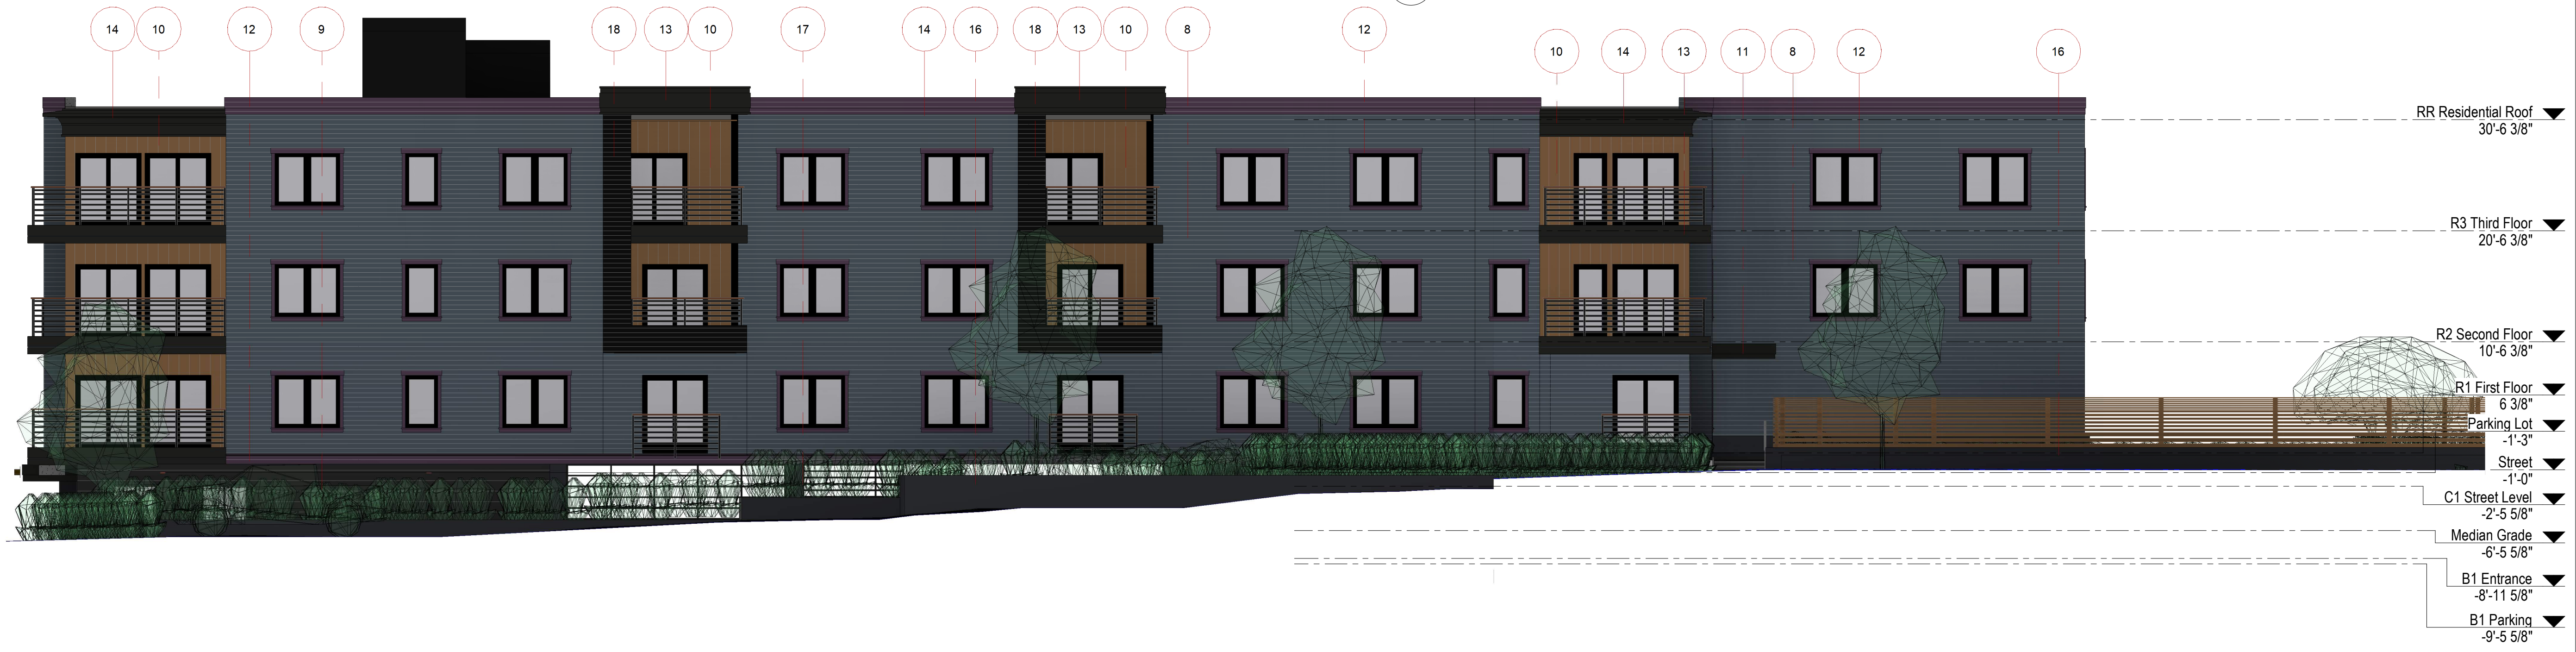 14 10 12 9 18 13 10 17 14 16 18 13 10 8 12
10 14 13 11 8 12 16
RR Residential Roof
30'-6 3/8"
R3 Third Floor
20'-6 3/8"
R2 Second Floor
10'-6 3/8"
R1 First Floor
6 3/8"
Parking Lot
-1'-3"
Street
-1'-0"
C1 Street Level
-2'-5 5/8"
Median Grade
-6'-5 5/8"
B1 Entrance
-8'-11 5/8"
B1 Parking
-9'-5 5/8"